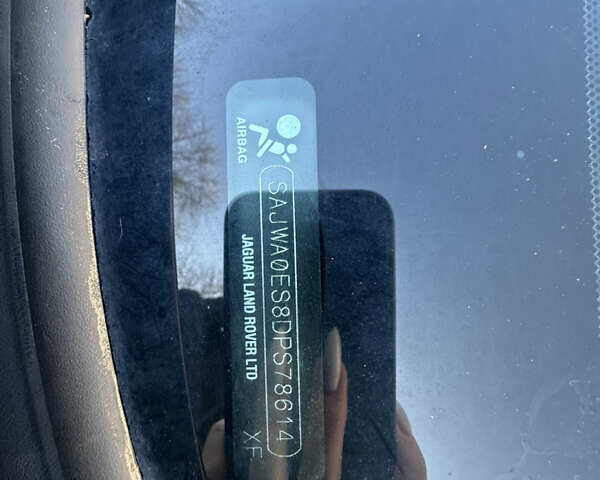 AIRBAG
SAJWA0ES8DPS78614
JAGUAR LAND ROVER LTD
XF